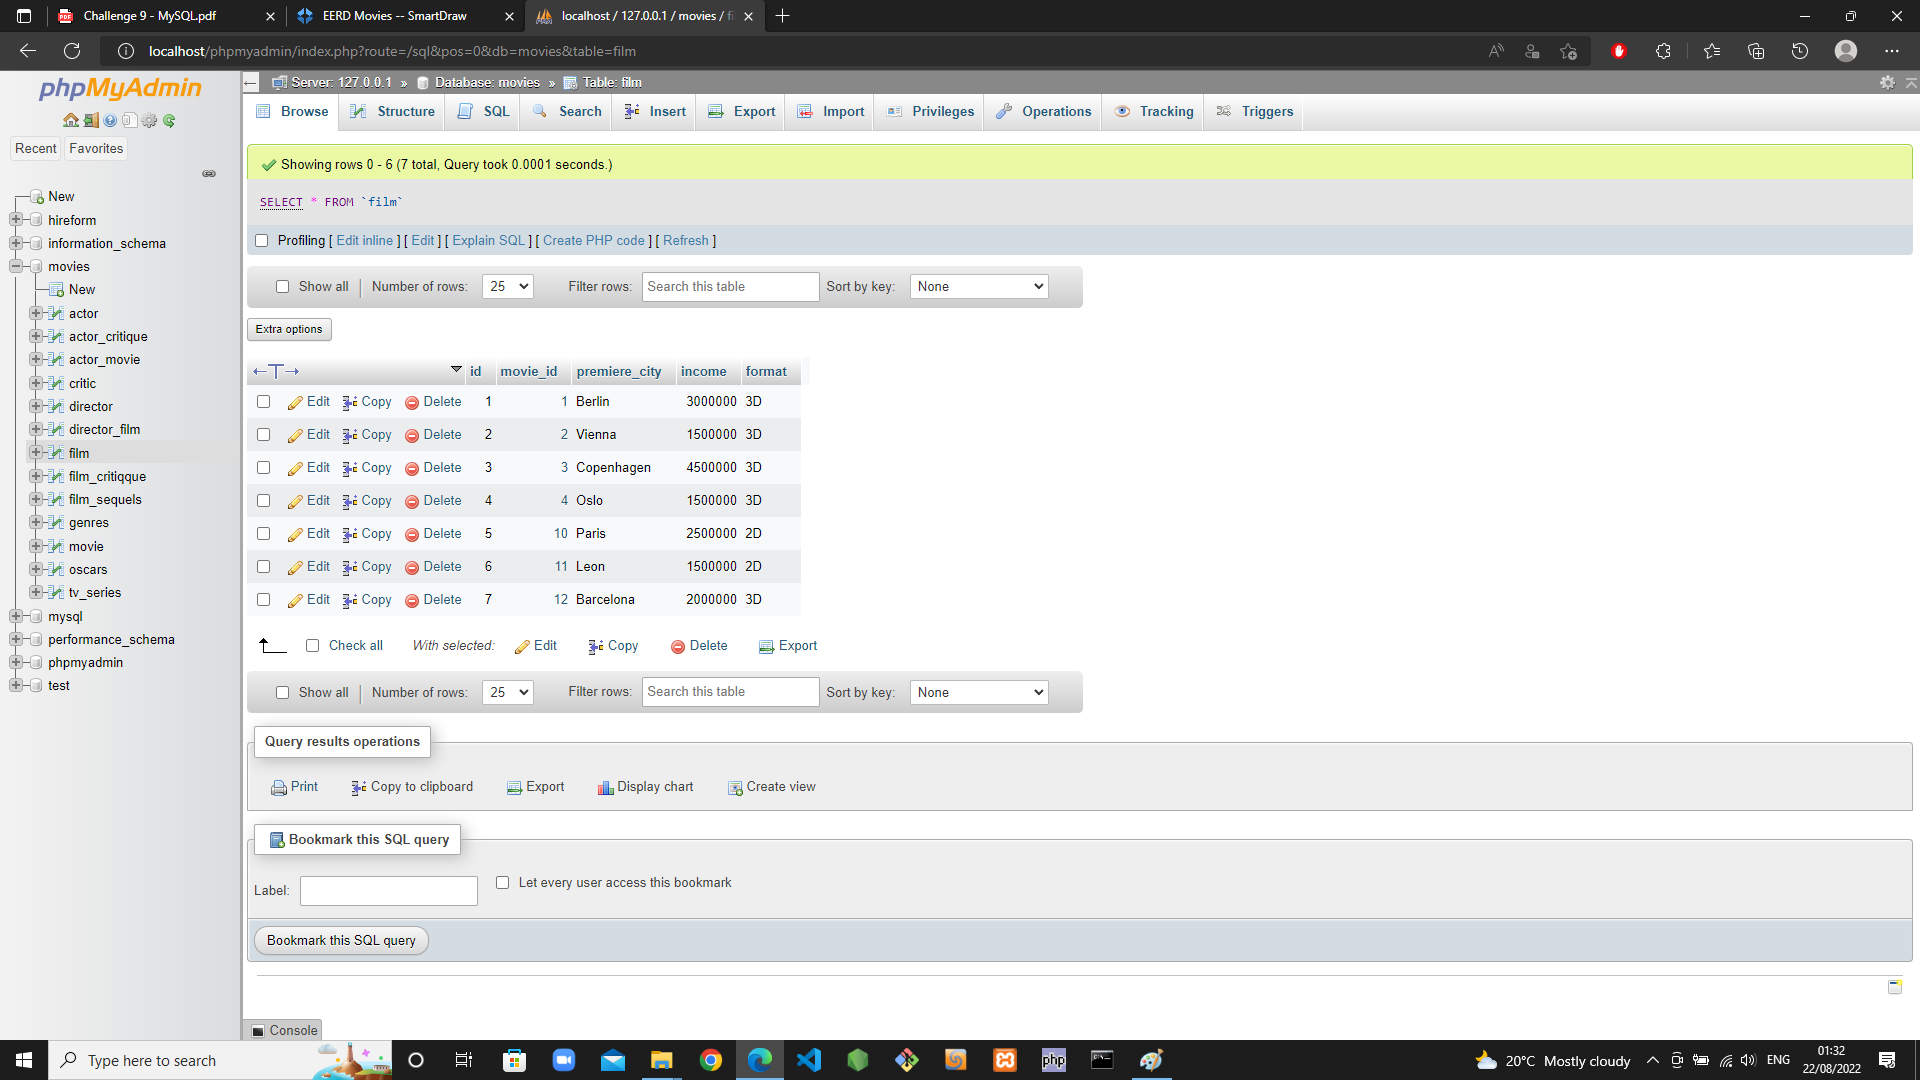 Challenge 9 - MySQL.pdf
EERD Movies -- SmartDraw
localhost / 127.0.0.1 / movies / fi
localhost/phpmyadmin/index.php?route=/sql&pos=0&db=movies&table=film
phpMyAdmin
Recent Favorites
New
hireform
information_schema
movies
New
actor
actor_critique
actor_movie
critic
director
director_film
film
film_critiqque
film_sequels
genres
movie
oscars
tv_series
mysql
performance_schema
phpmyadmin
test
Server: 127.0.0.1 » Database: movies » Table: film
Browse Structure SQL Search Insert Export Import Privileges Operations Tracking Triggers
Showing rows 0 - 6 (7 total, Query took 0.0001 seconds.)
SELECT * FROM `film`
Profiling [ Edit inline ] [ Edit ] [ Explain SQL ] [ Create PHP code ] [ Refresh ]
Show all Number of rows: 25 Filter rows: Search this table Sort by key: None
Extra options
id movie_id premiere_city income format
Edit Copy Delete 1 1 Berlin 3000000 3D
Edit Copy Delete 2 2 Vienna 1500000 3D
Edit Copy Delete 3 3 Copenhagen 4500000 3D
Edit Copy Delete 4 4 Oslo 1500000 3D
Edit Copy Delete 5 10 Paris 2500000 2D
Edit Copy Delete 6 11 Leon 1500000 2D
Edit Copy Delete 7 12 Barcelona 2000000 3D
Check all With selected: Edit Copy Delete Export
Show all Number of rows: 25 Filter rows: Search this table Sort by key: None
Query results operations
Print Copy to clipboard Export Display chart Create view
Bookmark this SQL query
Label: Let every user access this bookmark
Bookmark this SQL query
Console
Type here to search
php
20°C Mostly cloudy
ENG
01:32
22/08/2022